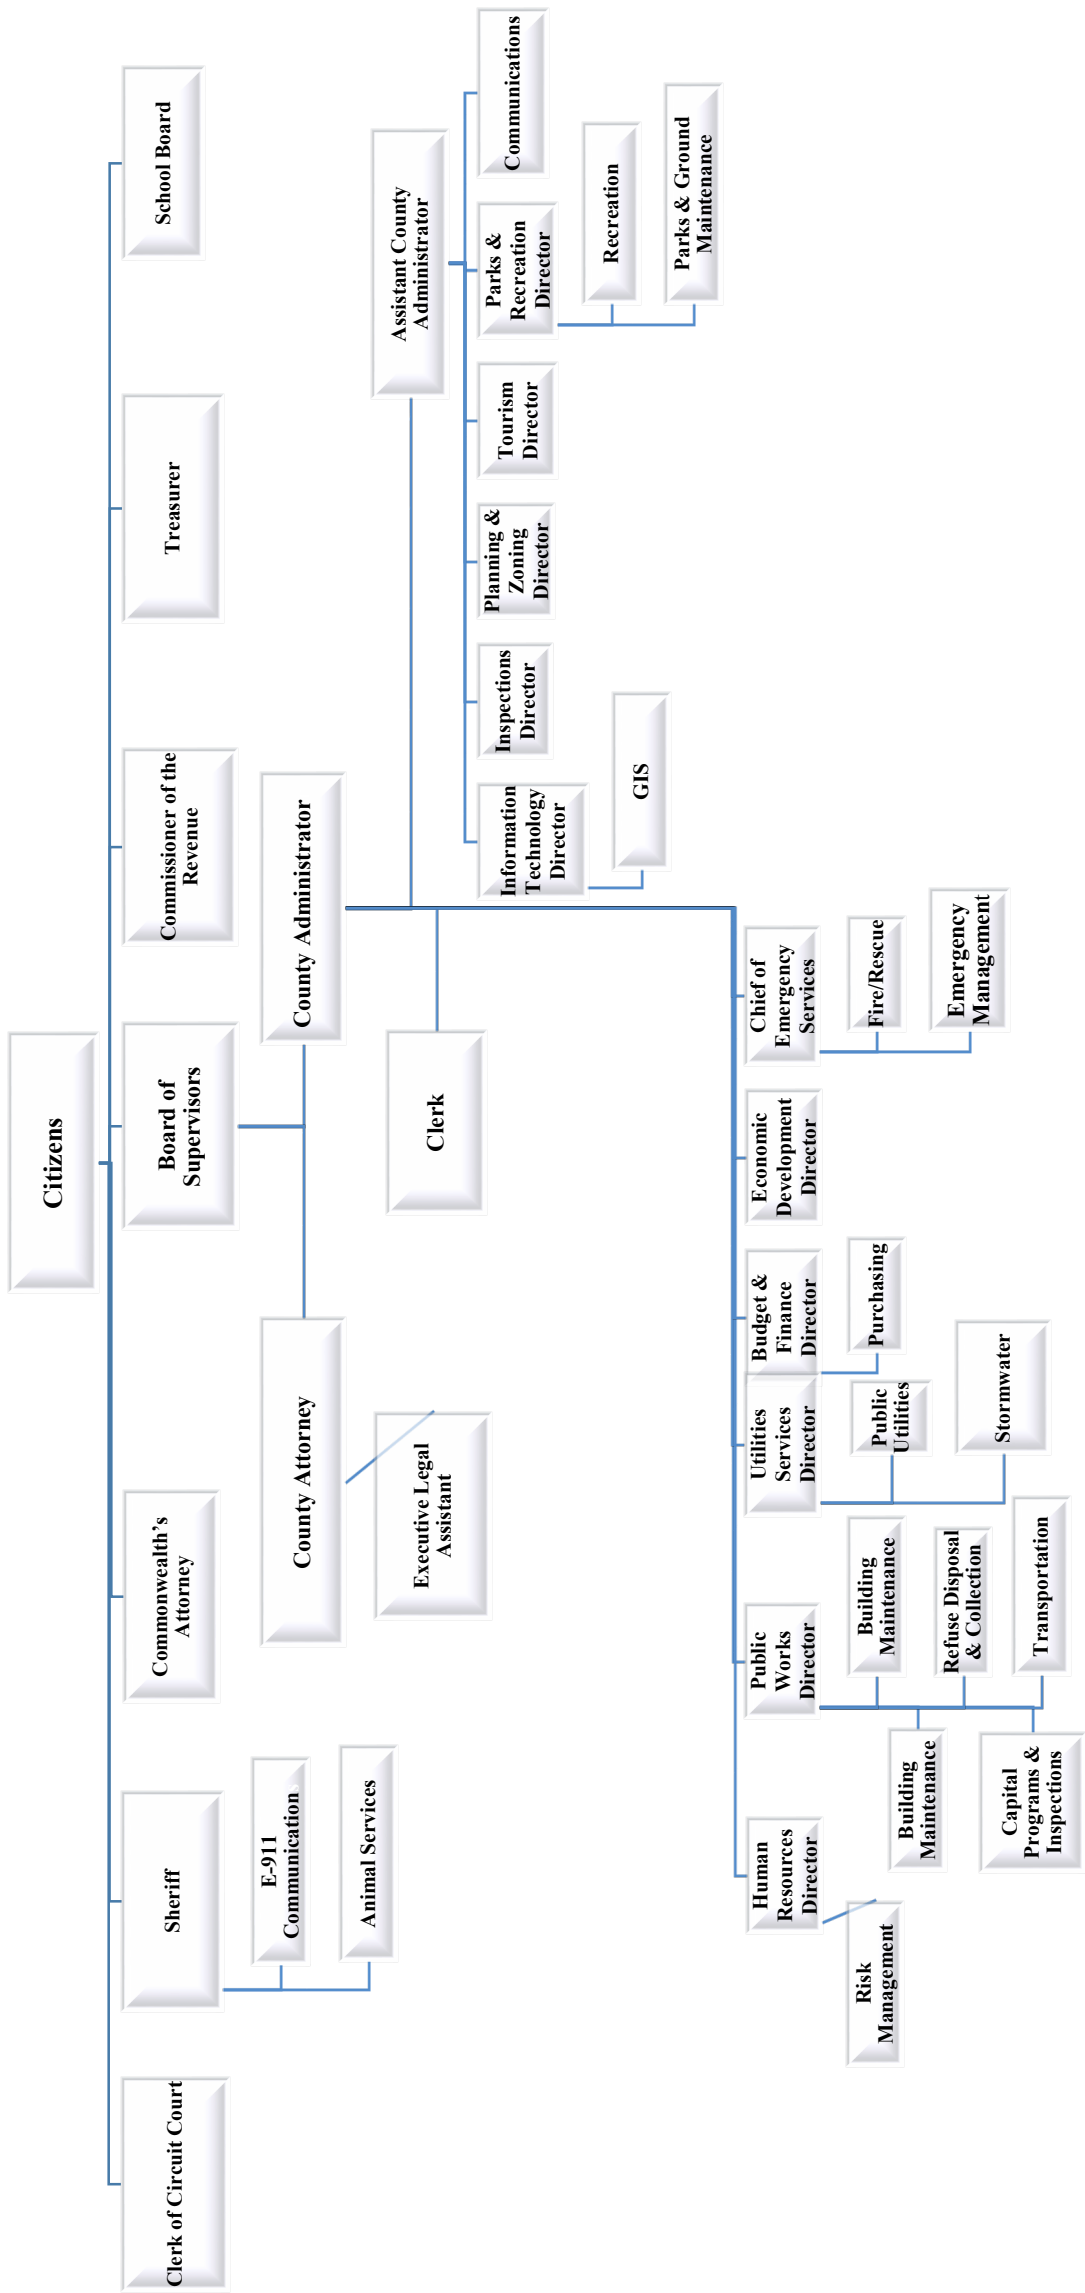 Citizens
Clerk of Circuit Court
Sheriff
Commonwealth's
Attorney
Board of
Supervisors
Commissioner of the
Revenue
Treasurer
School Board
E-911
Communications
Animal Services
County Attorney
County Administrator
Executive Legal
Assistant
Clerk
Assistant County
Administrator
Information
Technology
Director
Inspections
Director
Planning &
Zoning
Director
Tourism
Director
Parks &
Recreation
Director
Communications
GIS
Recreation
Parks & Ground
Maintenance
Human
Resources
Director
Public
Works
Director
Utilities
Services
Director
Budget &
Finance
Director
Economic
Development
Director
Chief of
Emergency
Services
Risk
Management
Building
Maintenance
Building
Maintenance
Refuse Disposal
& Collection
Capital
Programs &
Inspections
Transportation
Public
Utilities
Stormwater
Purchasing
Fire/Rescue
Emergency
Management